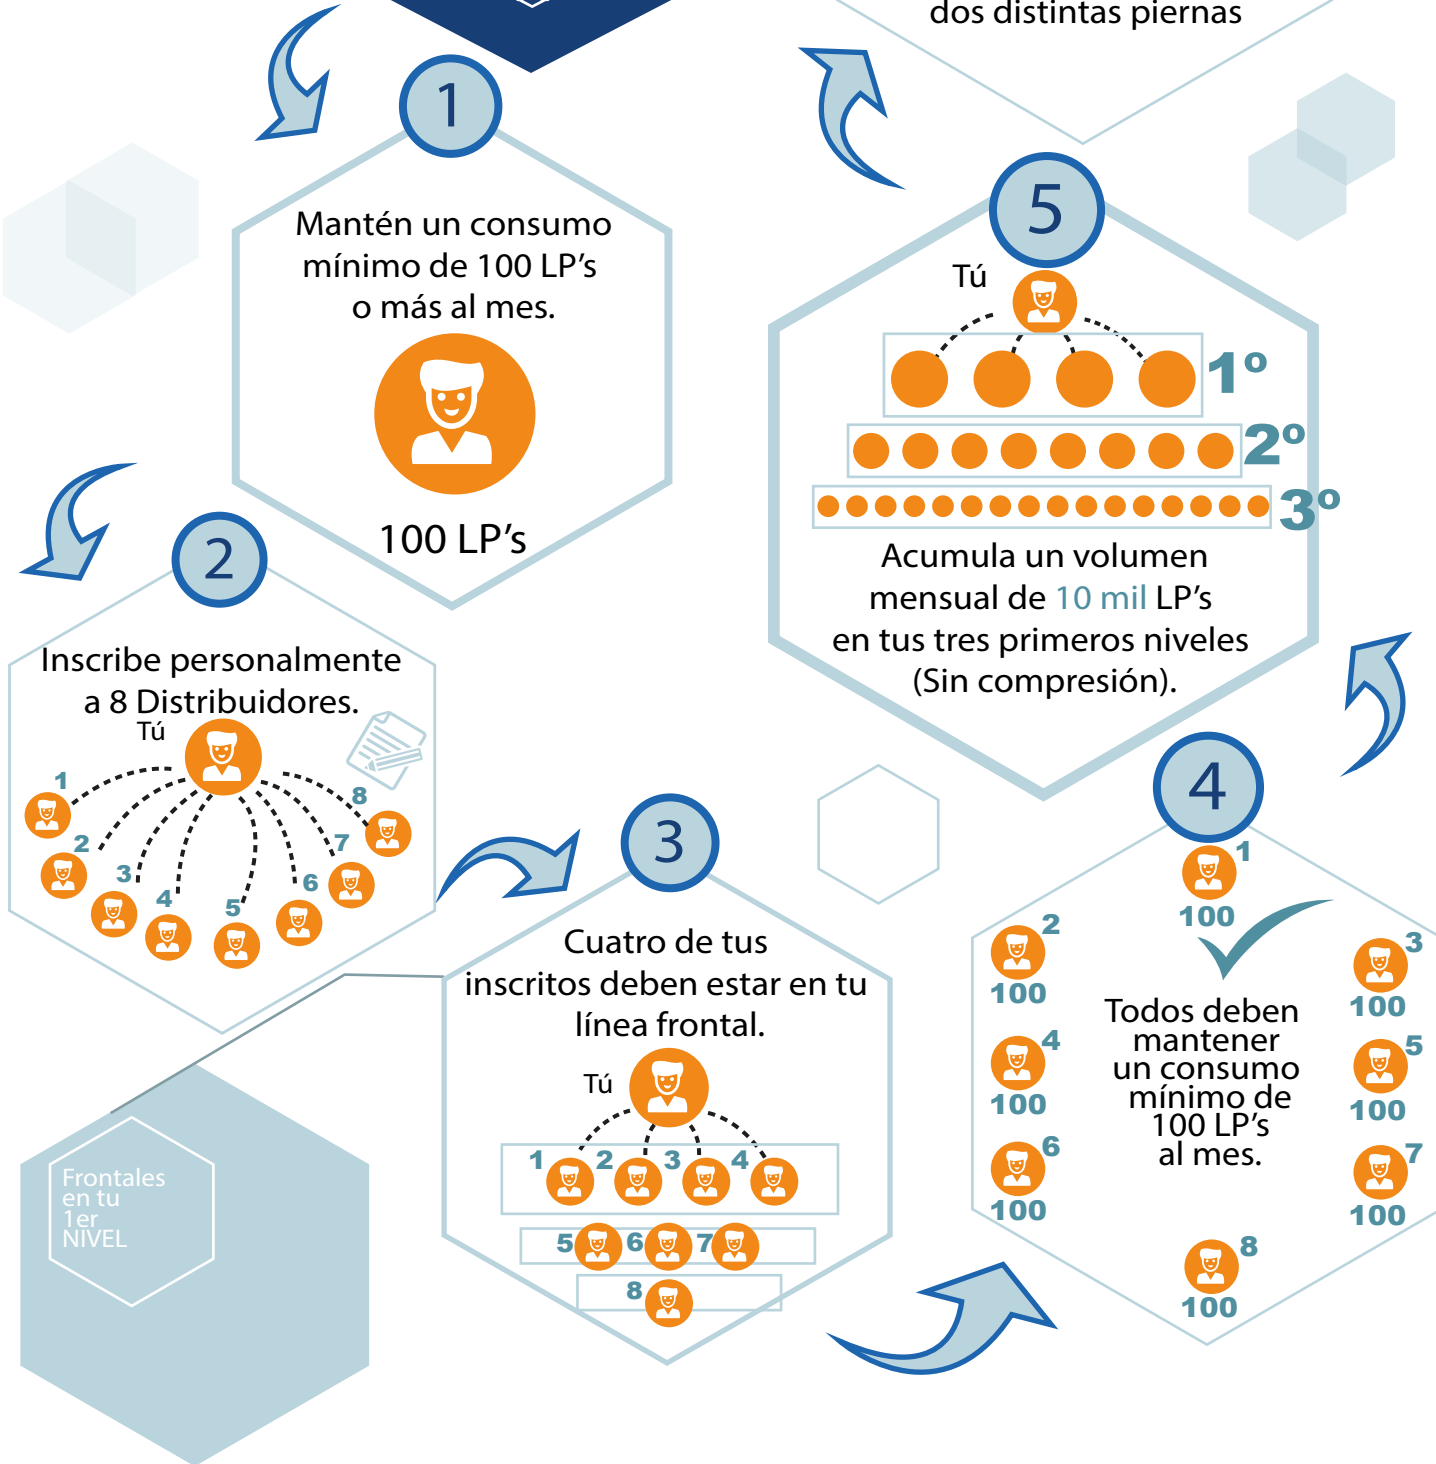 dos distintas piernas
1
Mantén un consumo
mínimo de 100 LP's
o más al mes.
100 LP's
2
Inscribe personalmente
a 8 Distribuidores.
Tú
1
2
3
4
5
6
7
8
3
Cuatro de tus
inscritos deben estar en tu
línea frontal.
Tú
1
2
3
4
5
6
7
8
Frontales
en tu
1er
NIVEL
4
1
100
2
100
3
100
4
100
5
100
6
100
7
100
8
100
Todos deben
mantener
un consumo
mínimo de
100 LP's
al mes.
5
Tú
1º
2º
3º
Acumula un volumen
mensual de 10 mil LP's
en tus tres primeros niveles
(Sin compresión).